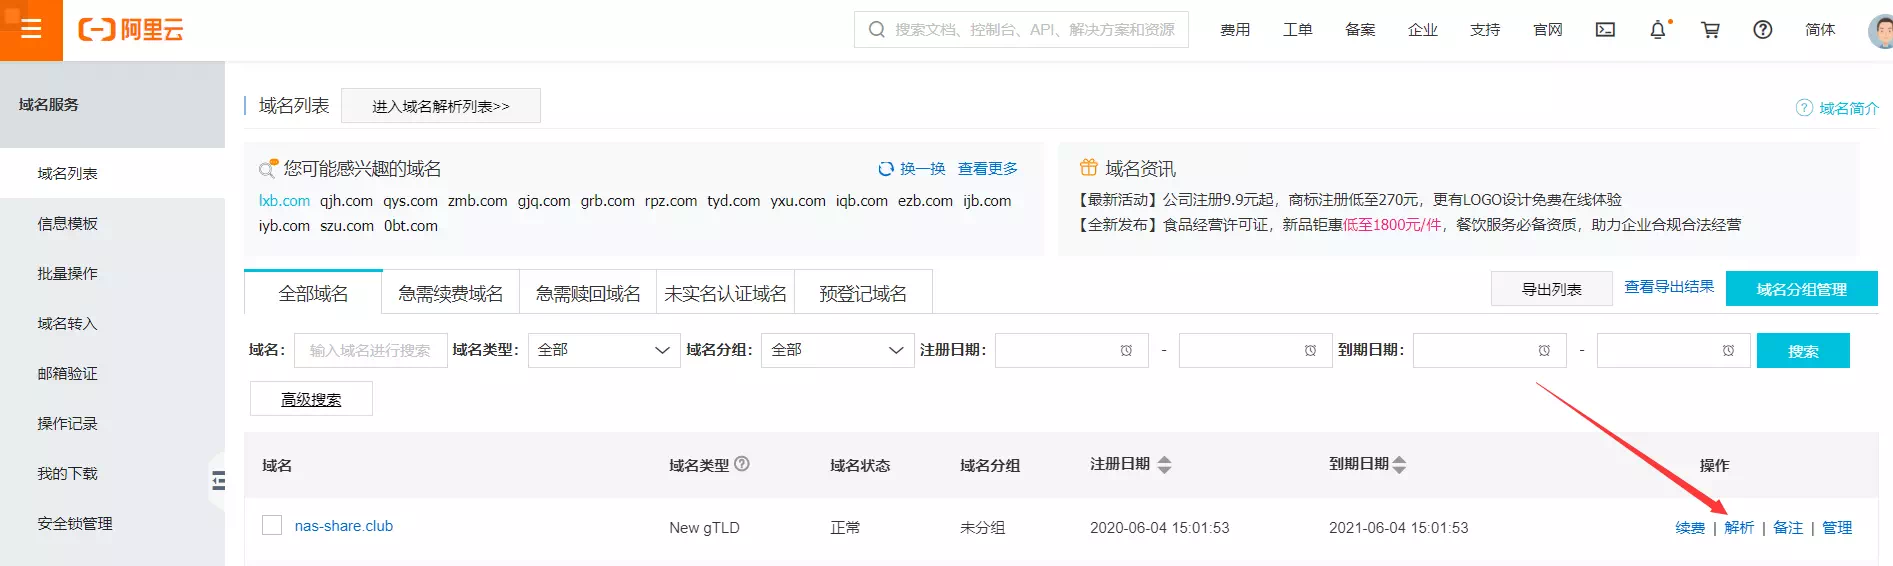 阿里云
搜索文档、控制台、API、解决方案和资源
费用 工单 备案 企业 支持 官网 简体
域名服务
域名列表
信息模板
批量操作
域名转入
邮箱验证
操作记录
我的下载
安全锁管理
域名列表 进入域名解析列表>>
域名简介
您可能感兴趣的域名 换一换 查看更多
lxb.com qjh.com qys.com zmb.com gjq.com grb.com rpz.com tyd.com yxu.com iqb.com ezb.com ijb.com
iyb.com szu.com 0bt.com
域名资讯
【最新活动】公司注册9.9元起，商标注册低至270元，更有LOGO设计免费在线体验
【全新发布】食品经营许可证，新品钜惠低至1800元/件，餐饮服务必备资质，助力企业合规合法经营
全部域名 急需续费域名 急需赎回域名 未实名认证域名 预登记域名
导出列表 查看导出结果 域名分组管理
域名： 输入域名进行搜索 域名类型： 全部 域名分组： 全部 注册日期： - 到期日期： - 搜索
高级搜索
域名 域名类型 域名状态 域名分组 注册日期 到期日期 操作
nas-share.club New gTLD 正常 未分组 2020-06-04 15:01:53 2021-06-04 15:01:53 续费 | 解析 | 备注 | 管理